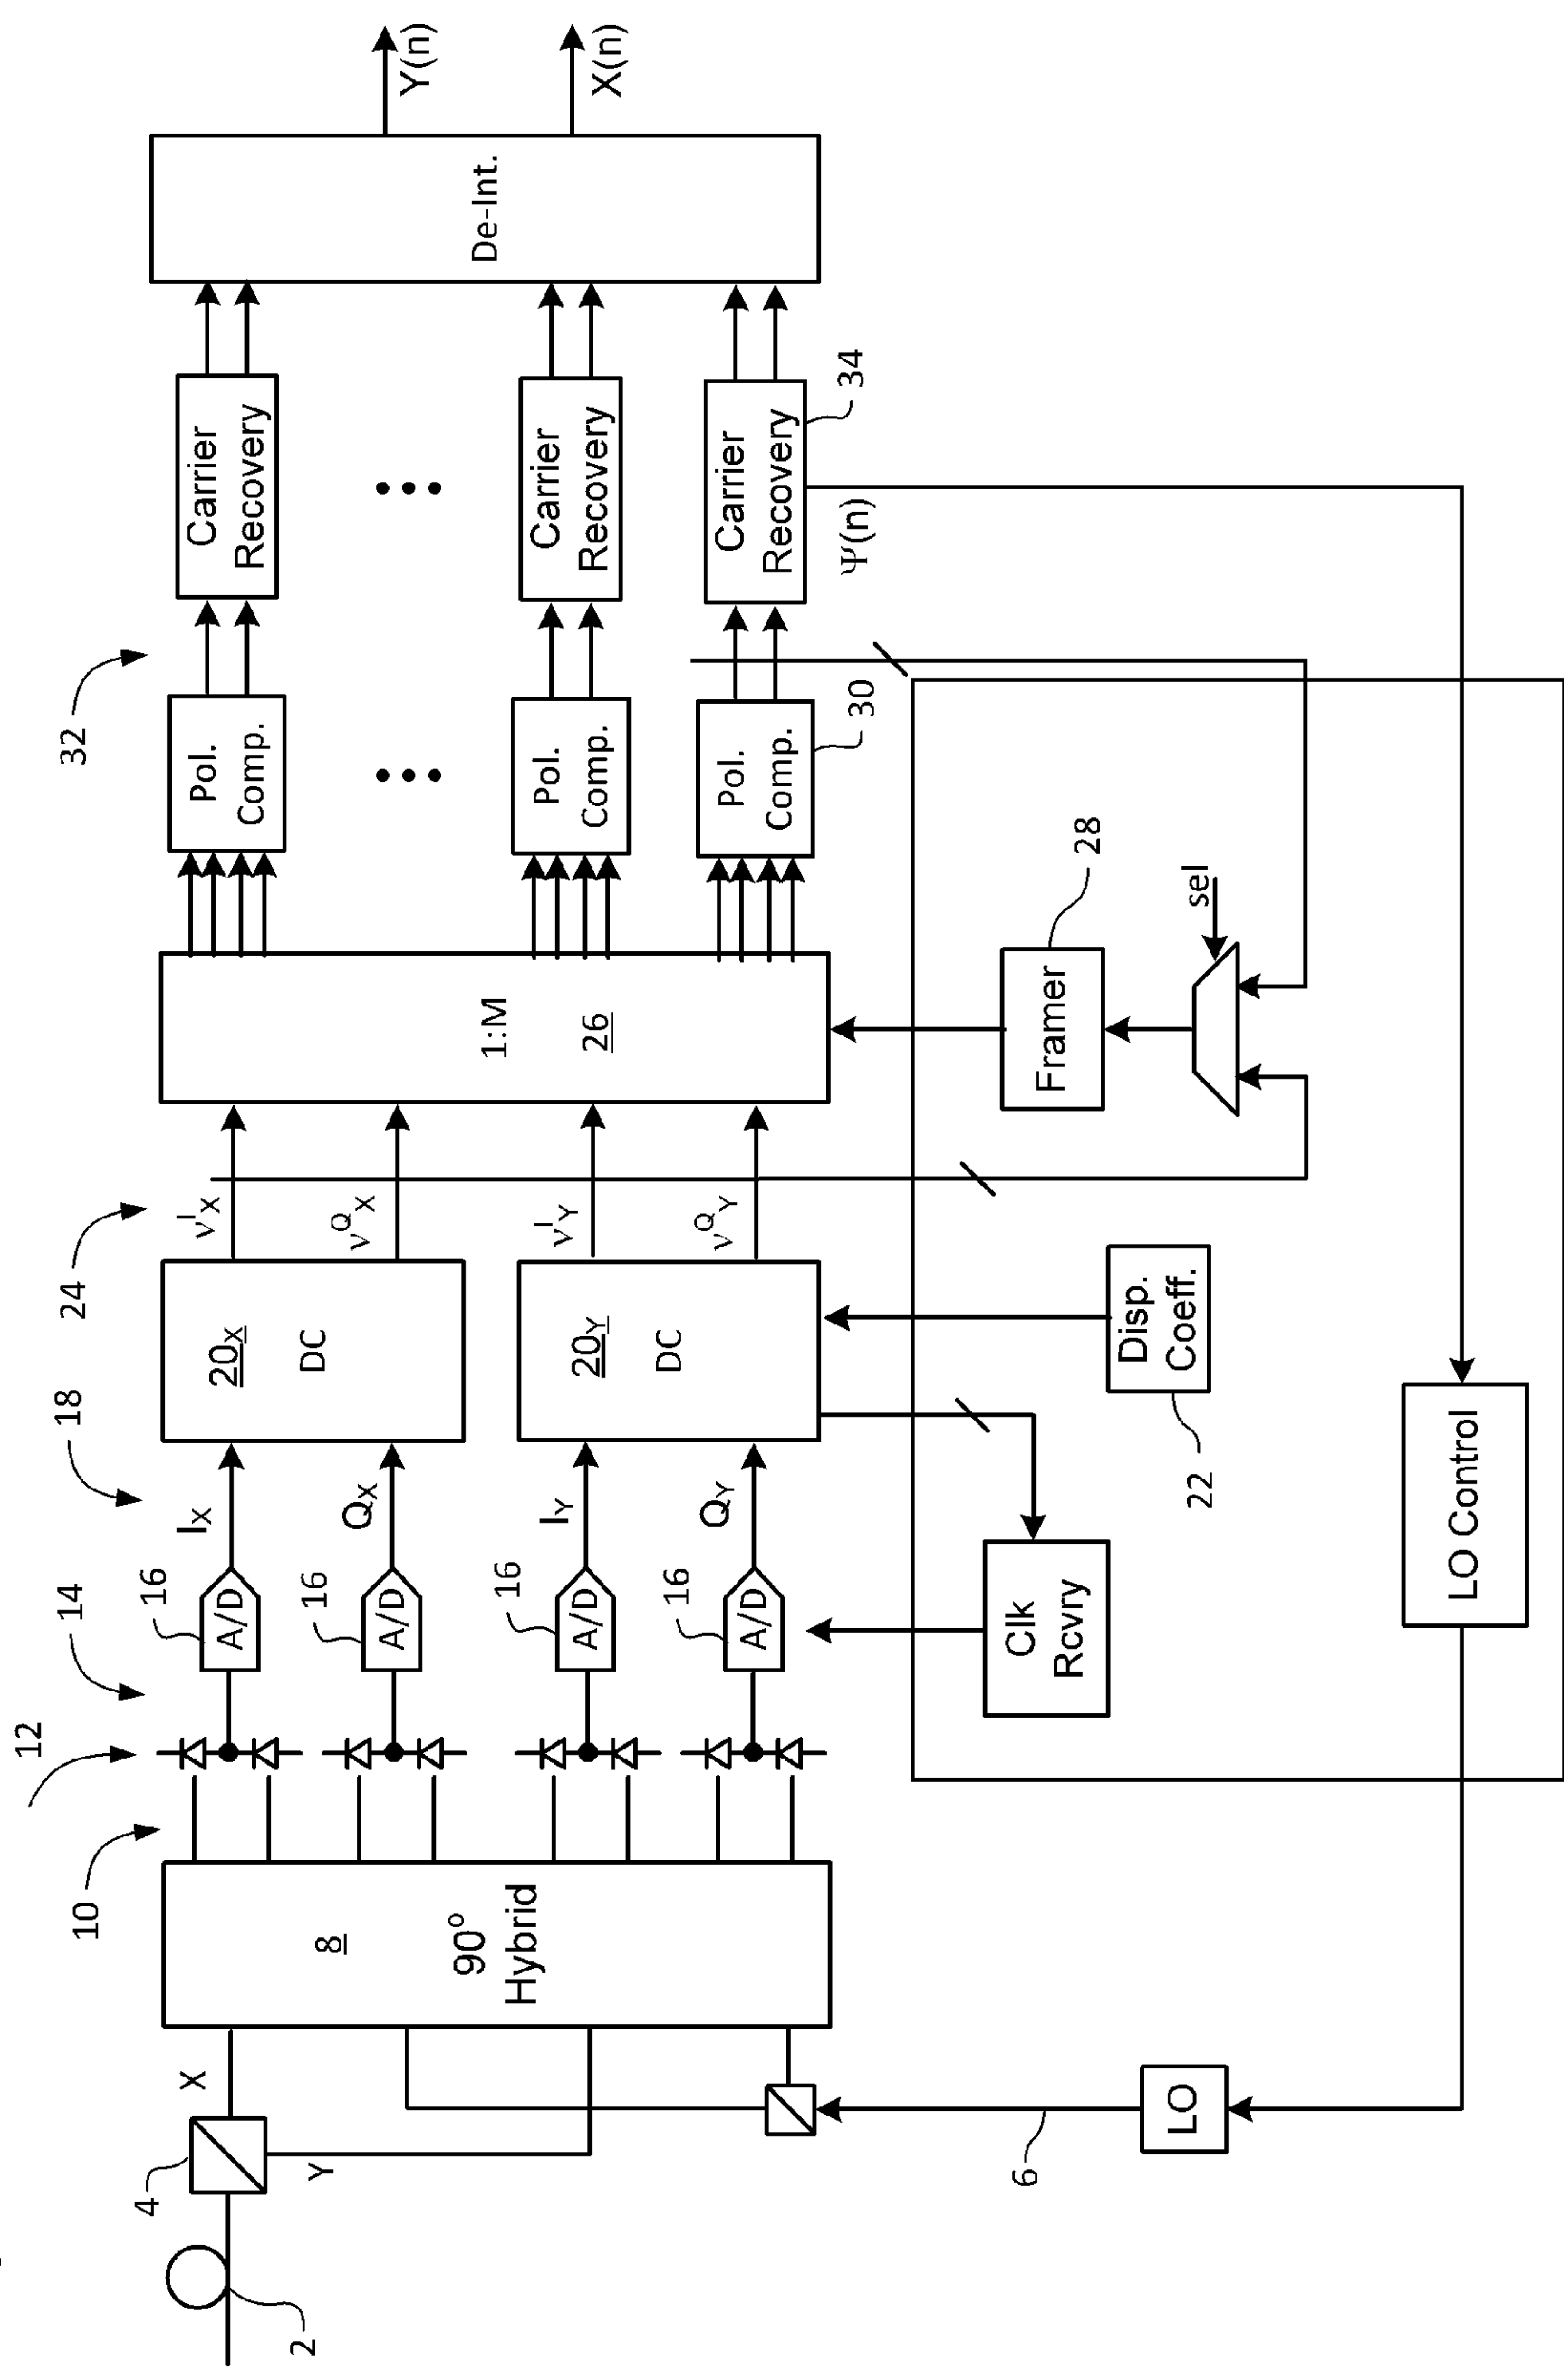 2
4
X
Y
6
LO
8
90°
Hybrid
10
12
14
16
A/D
16
A/D
16
A/D
16
A/D
18
I_X
Q_X
I_Y
Q_Y
20_X
DC
20_Y
DC
Clk
Rcvry
Disp.
Coeff.
22
24
ν^I_X
ν^Q_X
ν^I_Y
ν^Q_Y
1:M
26
Framer
28
sel
Pol.
Comp.
Pol.
Comp.
Pol.
Comp.
30
32
Carrier
Recovery
Carrier
Recovery
Carrier
Recovery
34
Ψ(n)
LO Control
De-Int.
Y(n)
X(n)